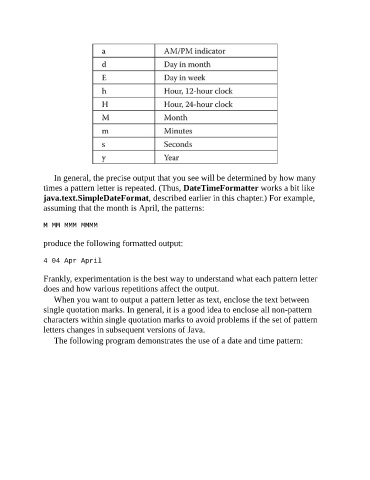 a AM/PM indicator
d Day in month
E Day in week
h Hour, 12-hour clock
H Hour, 24-hour clock
M Month
m Minutes
s Seconds
y Year
In general, the precise output that you see will be determined by how many
times a pattern letter is repeated. (Thus, DateTimeFormatter works a bit like
java.text.SimpleDateFormat, described earlier in this chapter.) For example,
assuming that the month is April, the patterns:
M MM MMM MMMM
produce the following formatted output:
4 04 Apr April
Frankly, experimentation is the best way to understand what each pattern letter
does and how various repetitions affect the output.
When you want to output a pattern letter as text, enclose the text between
single quotation marks. In general, it is a good idea to enclose all non-pattern
characters within single quotation marks to avoid problems if the set of pattern
letters changes in subsequent versions of Java.
The following program demonstrates the use of a date and time pattern: